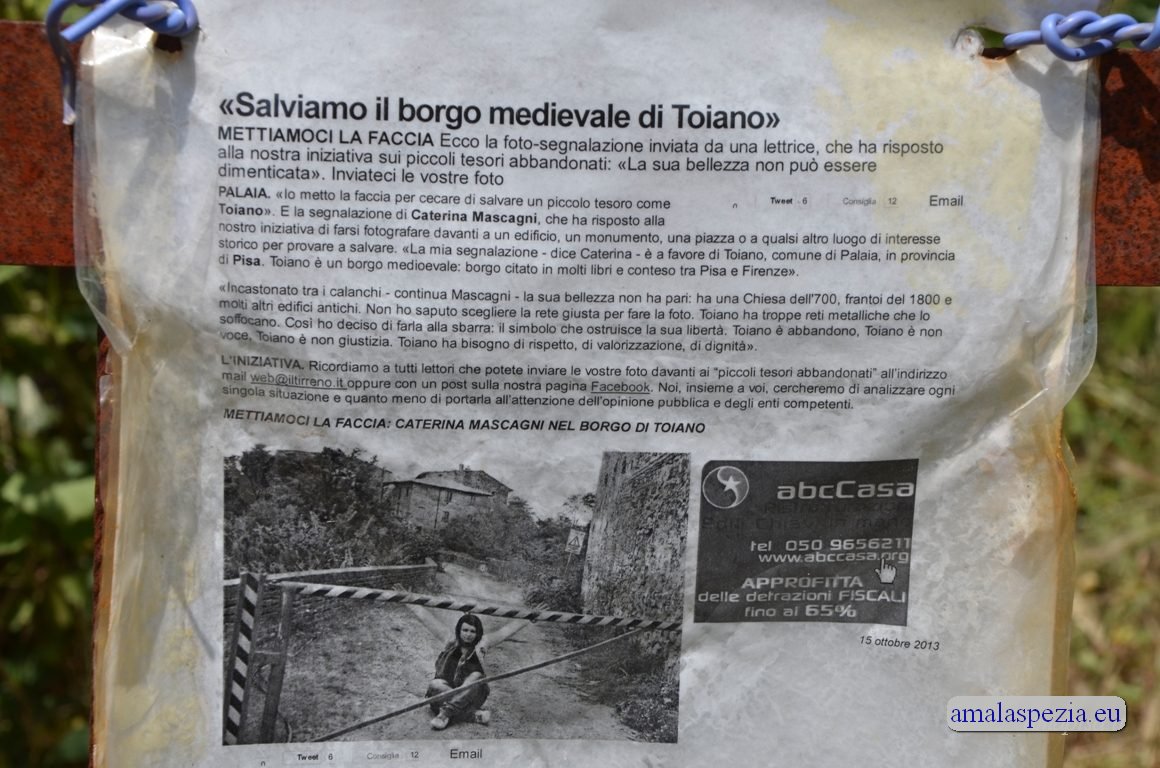 «Salviamo il borgo medievale di Toiano»
METTIAMOCI LA FACCIA Ecco la foto-segnalazione inviata da una lettrice, che ha risposto
alla nostra iniziativa sui piccoli tesori abbandonati: «La sua bellezza non può essere
dimenticata». Inviateci le vostre foto
PALAIA. «Io metto la faccia per cecare di salvare un piccolo tesoro come
Toiano». E la segnalazione di Caterina Mascagni, che ha risposto alla
n Tweet 6 Consiglia 12 Email
nostro iniziativa di farsi fotografare davanti a un edificio, un monumento, una piazza o a qualsi altro luogo di interesse
storico per provare a salvare. «La mia segnalazione - dice Caterina - è a favore di Toiano, comune di Palaia, in provincia
di Pisa. Toiano è un borgo medioevale: borgo citato in molti libri e conteso tra Pisa e Firenze».
«Incastonato tra i calanchi - continua Mascagni - la sua bellezza non ha pari: ha una Chiesa dell'700, frantoi del 1800 e
molti altri edifici antichi. Non ho saputo scegliere la rete giusta per fare la foto. Toiano ha troppe reti metalliche che lo
soffocano. Così ho deciso di farla alla sbarra: il simbolo che ostruisce la sua libertà. Toiano è abbandono, Toiano è non
voce, Toiano è non giustizia. Toiano ha bisogno di rispetto, di valorizzazione, di dignità».
L'INIZIATIVA. Ricordiamo a tutti lettori che potete inviare le vostre foto davanti ai “piccoli tesori abbandonati” all'indirizzo
mail web@iltirreno.it oppure con un post sulla nostra pagina Facebook. Noi, insieme a voi, cercheremo di analizzare ogni
singola situazione e quanto meno di portarla all'attenzione dell'opinione pubblica e degli enti competenti.
METTIAMOCI LA FACCIA: CATERINA MASCAGNI NEL BORGO DI TOIANO
abcCasa
tel 050 9656211
www.abccasa.org
APPROFITTA
delle detrazioni FISCALI
fino al 65%
15 ottobre 2013
n Tweet 6 Consiglia 12 Email
amalaspezia.eu